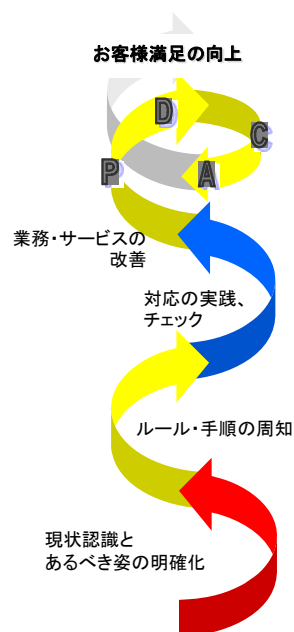 お客様満足の向上
D
C
P
A
業務・サービスの
改善
対応の実践、
チェック
ルール・手順の周知
現状認識と
あるべき姿の明確化